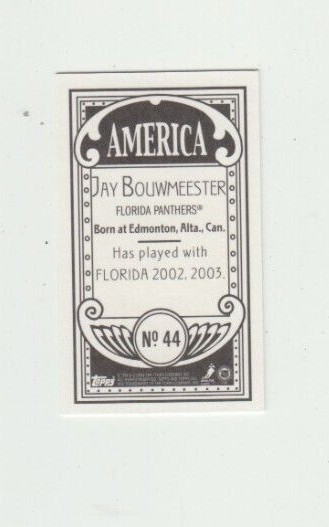 AMERICA
JAY BOUWMEESTER
FLORIDA PANTHERS®
Born at Edmonton, Alta., Can.
Has played with
FLORIDA 2002, 2003.
Nº 44
Topps